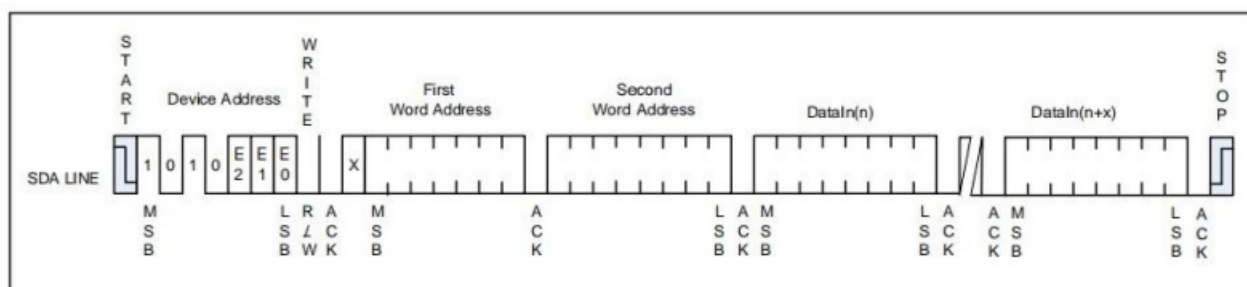 START
WRITE
STOP
Device Address
First
Word Address
Second
Word Address
DataIn(n)
DataIn(n+x)
SDA LINE
1 0 1 0 E2 E1 E0 X
MSB
LSB
R/W
ACK
MSB
ACK
LSB
ACK
MSB
LSB
ACK
ACK
MSB
LSB
ACK